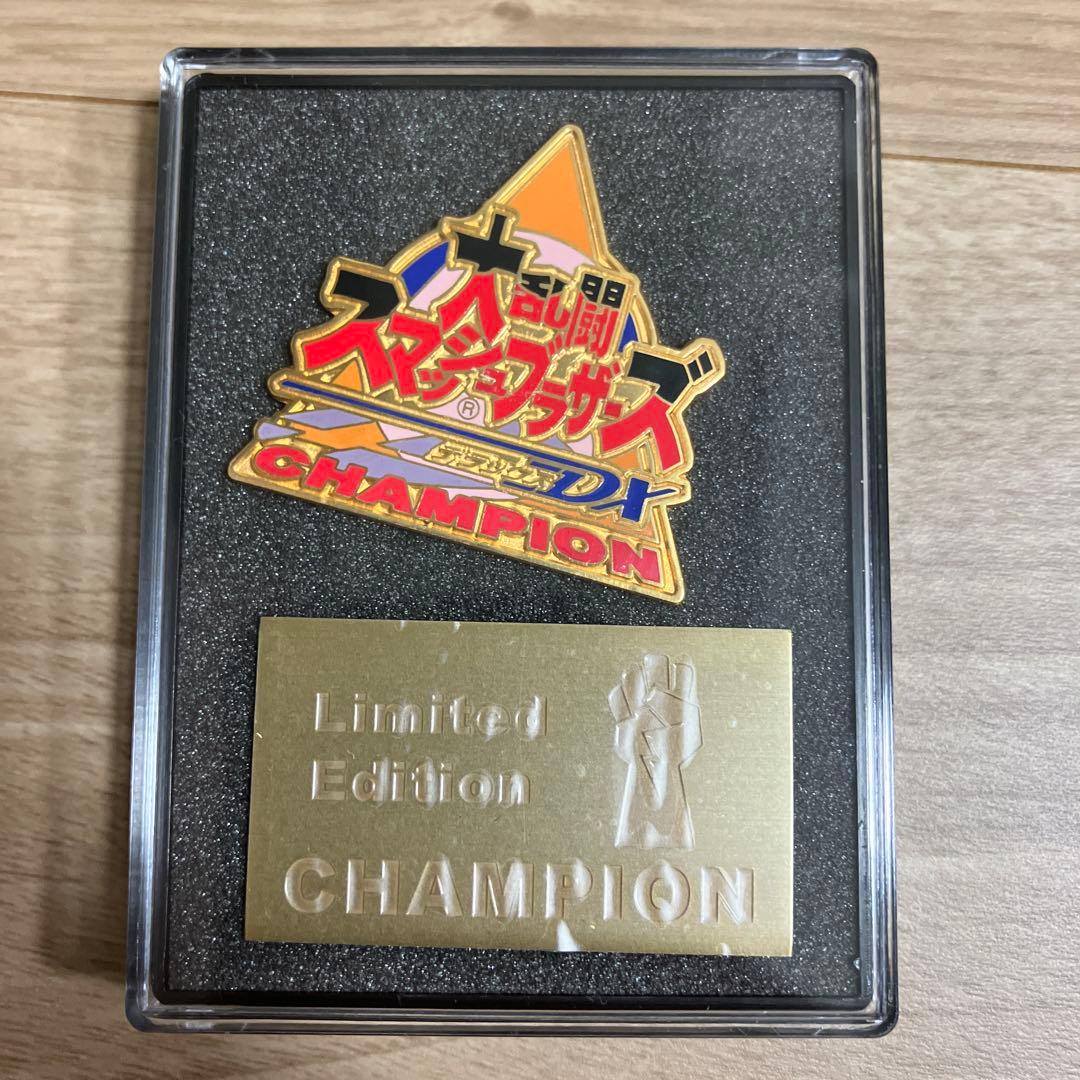 大乱闘
スマッシュブラザーズ
®
デラックス DX
CHAMPION
Limited
Edition
CHAMPION